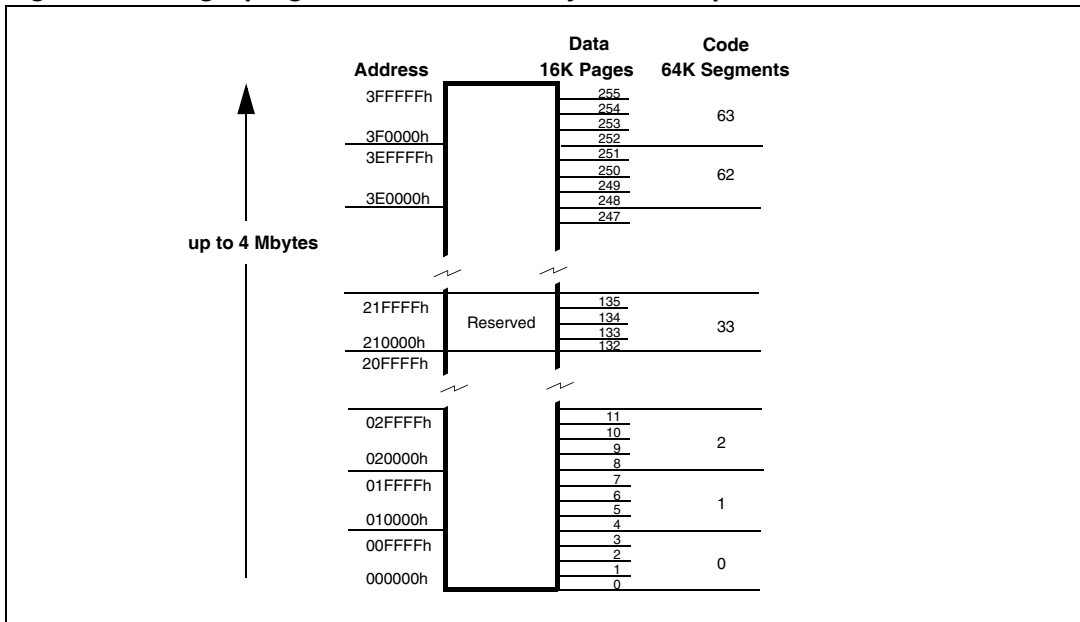 Data Code
Address 16K Pages 64K Segments
3FFFFFh 255
254
253 63
3F0000h 252
3EFFFFh 251
250 62
249
3E0000h 248
247
up to 4 Mbytes
21FFFFh 135
Reserved 134 33
133
210000h 132
20FFFFh
02FFFFh 11
10
9 2
020000h 8
01FFFFh 7
6
5 1
010000h 4
00FFFFh 3
2
1 0
000000h 0